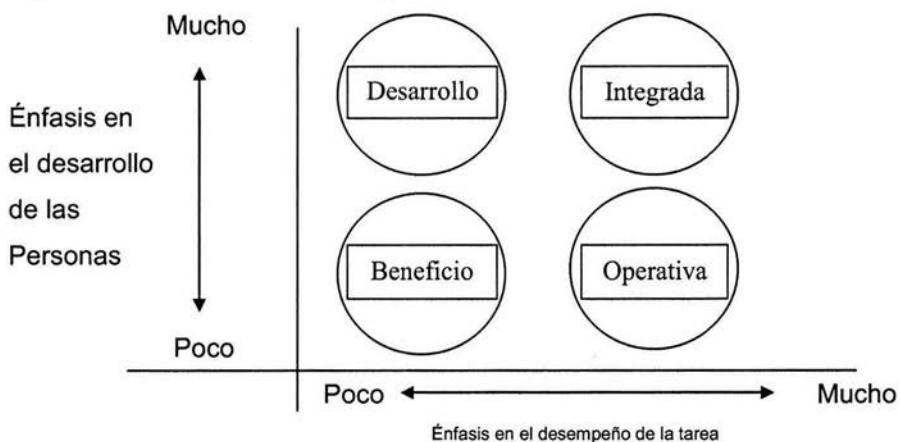 Mucho
Desarrollo
Integrada
Énfasis en
el desarrollo
de las
Personas
Beneficio
Operativa
Poco
Poco
Mucho
Énfasis en el desempeño de la tarea